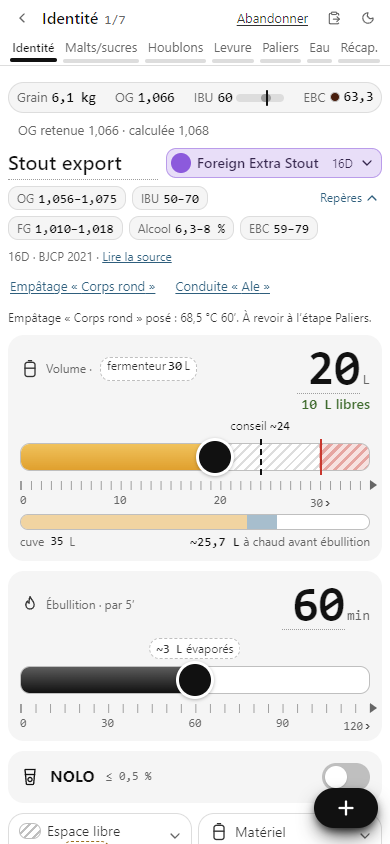 Identité 1/7 Abandonner
Identité Malts/sucres Houblons Levure Paliers Eau Récap.
Grain 6,1 kg OG 1,066 IBU 60 EBC 63,3
OG retenue 1,066 · calculée 1,068
Stout export Foreign Extra Stout 16D
OG 1,056–1,075 IBU 50–70 Repères
FG 1,010–1,018 Alcool 6,3–8 % EBC 59–79
16D · BJCP 2021 · Lire la source
Empâtage « Corps rond » Conduite « Ale »
Empâtage « Corps rond » posé : 68,5 °C 60′. À revoir à l’étape Paliers.
Volume · fermenteur 30 L 20 L
10 L libres
conseil ~24
0 10 20 30 ›
cuve 35 L ~25,7 L à chaud avant ébullition
Ébullition · par 5′ 60 min
~3 L évaporés
0 30 60 90 120 ›
NOLO ≤ 0,5 %
Espace libre Matériel